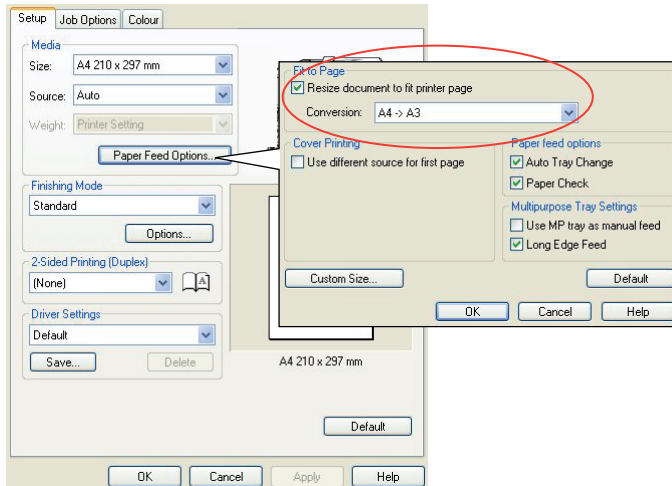 Setup Job Options Colour
Media
Size: A4 210 x 297 mm
Source: Auto
Weight: Printer Setting
Paper Feed Options...
Finishing Mode
Standard
Options...
2-Sided Printing (Duplex)
(None)
A
Driver Settings
Default
Save... Delete
A4 210 x 297 mm
Default
OK Cancel Apply Help
Fit to Page
Resize document to fit printer page
Conversion: A4 -> A3
Cover Printing
Use different source for first page
Paper feed options
Auto Tray Change
Paper Check
Multipurpose Tray Settings
Use MP tray as manual feed
Long Edge Feed
Custom Size... Default
OK Cancel Help